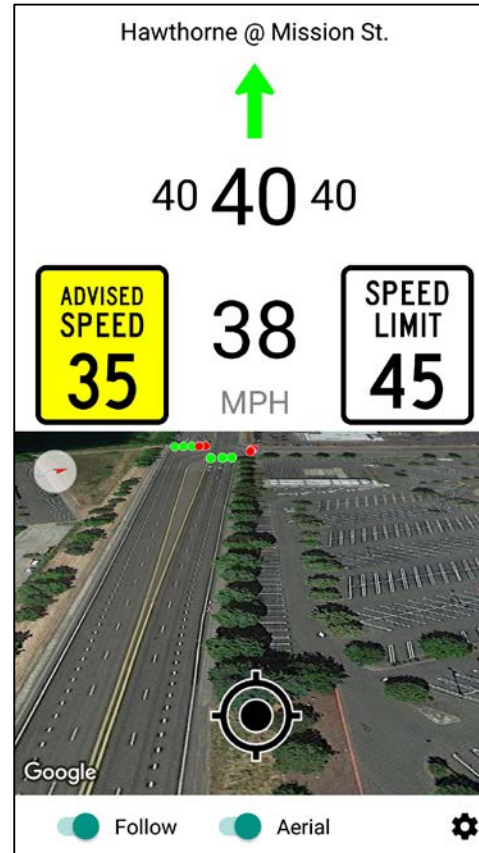 Hawthorne @ Mission St.
40 40 40
ADVISED
SPEED
35
38
MPH
SPEED
LIMIT
45
Google
Follow
Aerial